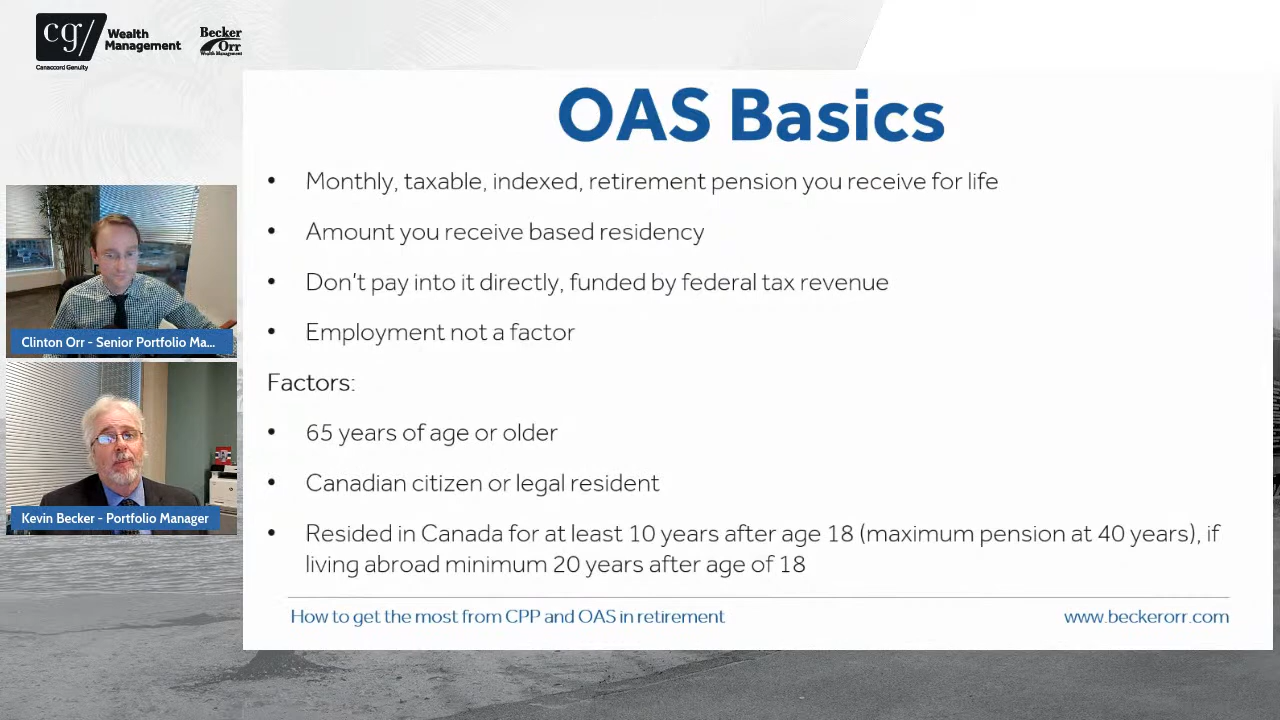 cg/ Wealth
Management
Canaccord Genuity
Becker
Orr
Wealth Management
OAS Basics
• Monthly, taxable, indexed, retirement pension you receive for life
• Amount you receive based residency
• Don't pay into it directly, funded by federal tax revenue
• Employment not a factor
Factors:
• 65 years of age or older
• Canadian citizen or legal resident
• Resided in Canada for at least 10 years after age 18 (maximum pension at 40 years), if
living abroad minimum 20 years after age of 18
How to get the most from CPP and OAS in retirement
www.beckerorr.com
Clinton Orr - Senior Portfolio Ma...
Kevin Becker - Portfolio Manager